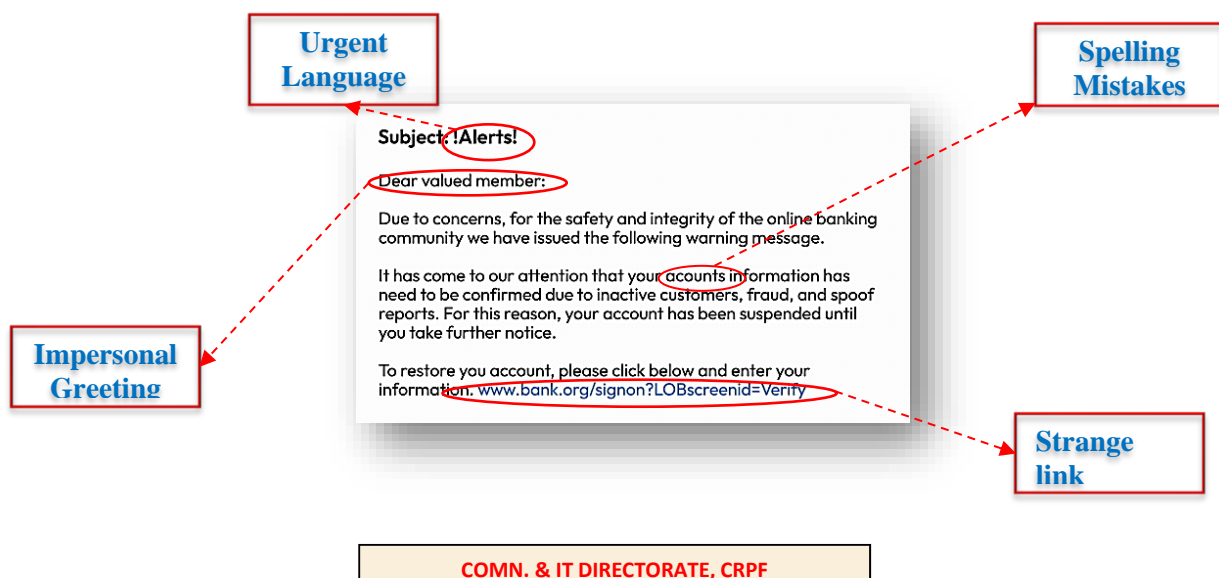 Urgent
Language
Spelling
Mistakes
Subject: !Alerts!
Dear valued member:
Due to concerns, for the safety and integrity of the online banking
community we have issued the following warning message.
It has come to our attention that your acounts information has
need to be confirmed due to inactive customers, fraud, and spoof
reports. For this reason, your account has been suspended until
you take further notice.
Impersonal
Greeting
To restore you account, please click below and enter your
information. www.bank.org/signon?LOBscreenid=Verify
Strange
link
COMN. & IT DIRECTORATE, CRPF